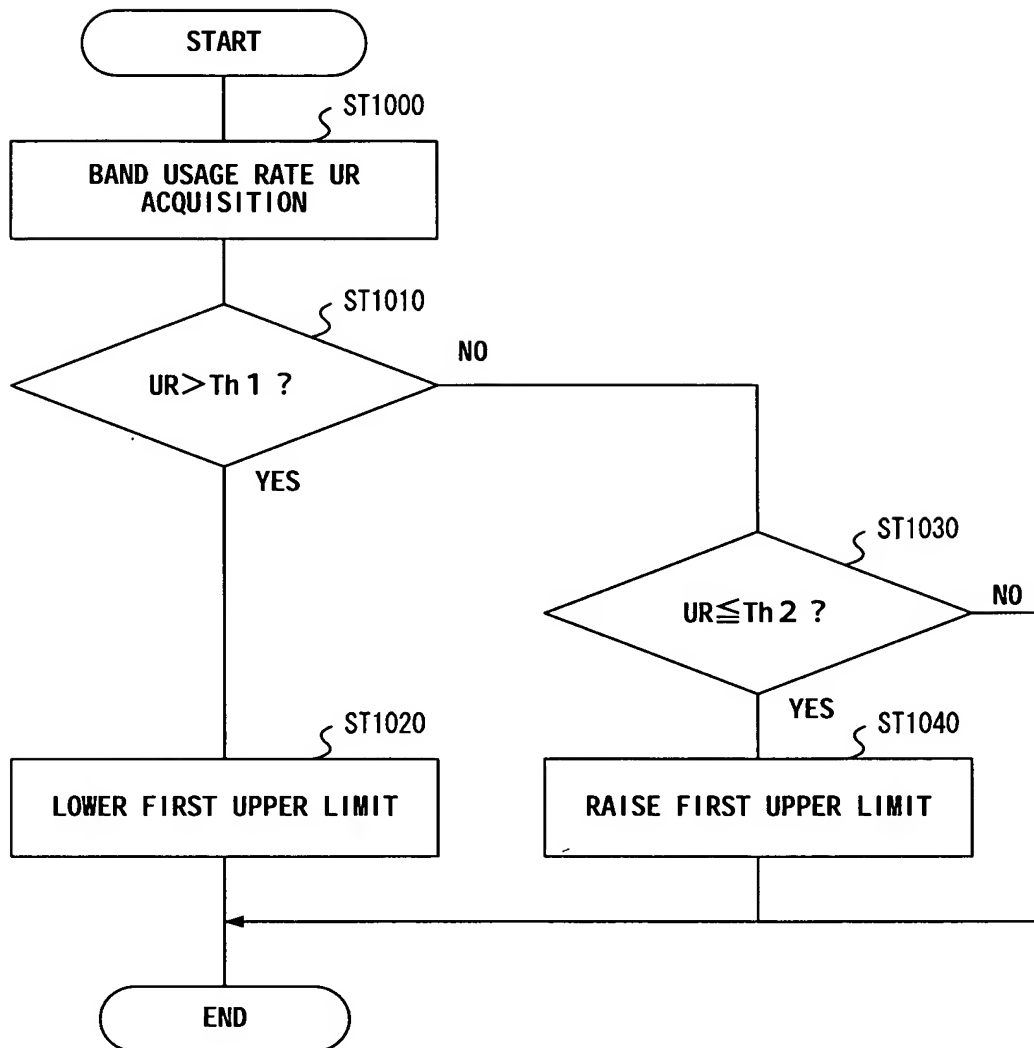 START
ST1000
BAND USAGE RATE UR
ACQUISITION
ST1010
UR>Th1 ?
NO
YES
ST1030
UR≦Th2 ?
NO
YES
ST1020
LOWER FIRST UPPER LIMIT
ST1040
RAISE FIRST UPPER LIMIT
END